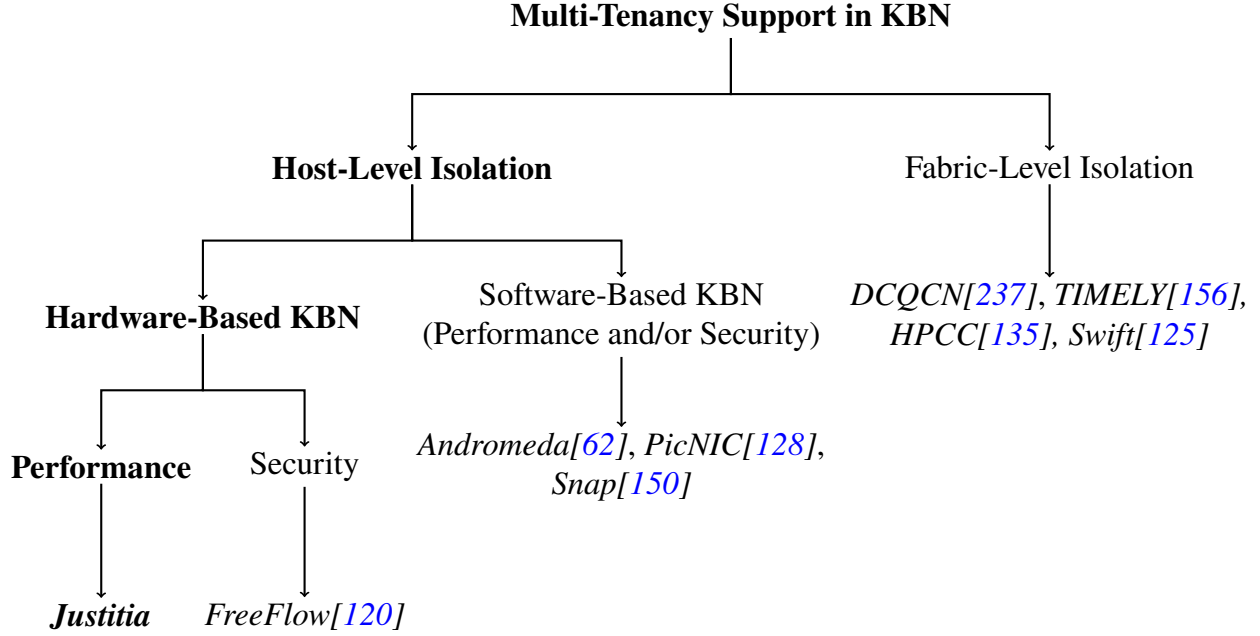 Multi-Tenancy Support in KBN
Host-Level Isolation
Fabric-Level Isolation
Hardware-Based KBN
Software-Based KBN
(Performance and/or Security)
DCQCN[237], TIMELY[156],
HPCC[135], Swift[125]
Performance
Security
Andromeda[62], PicNIC[128],
Snap[150]
Justitia
FreeFlow[120]